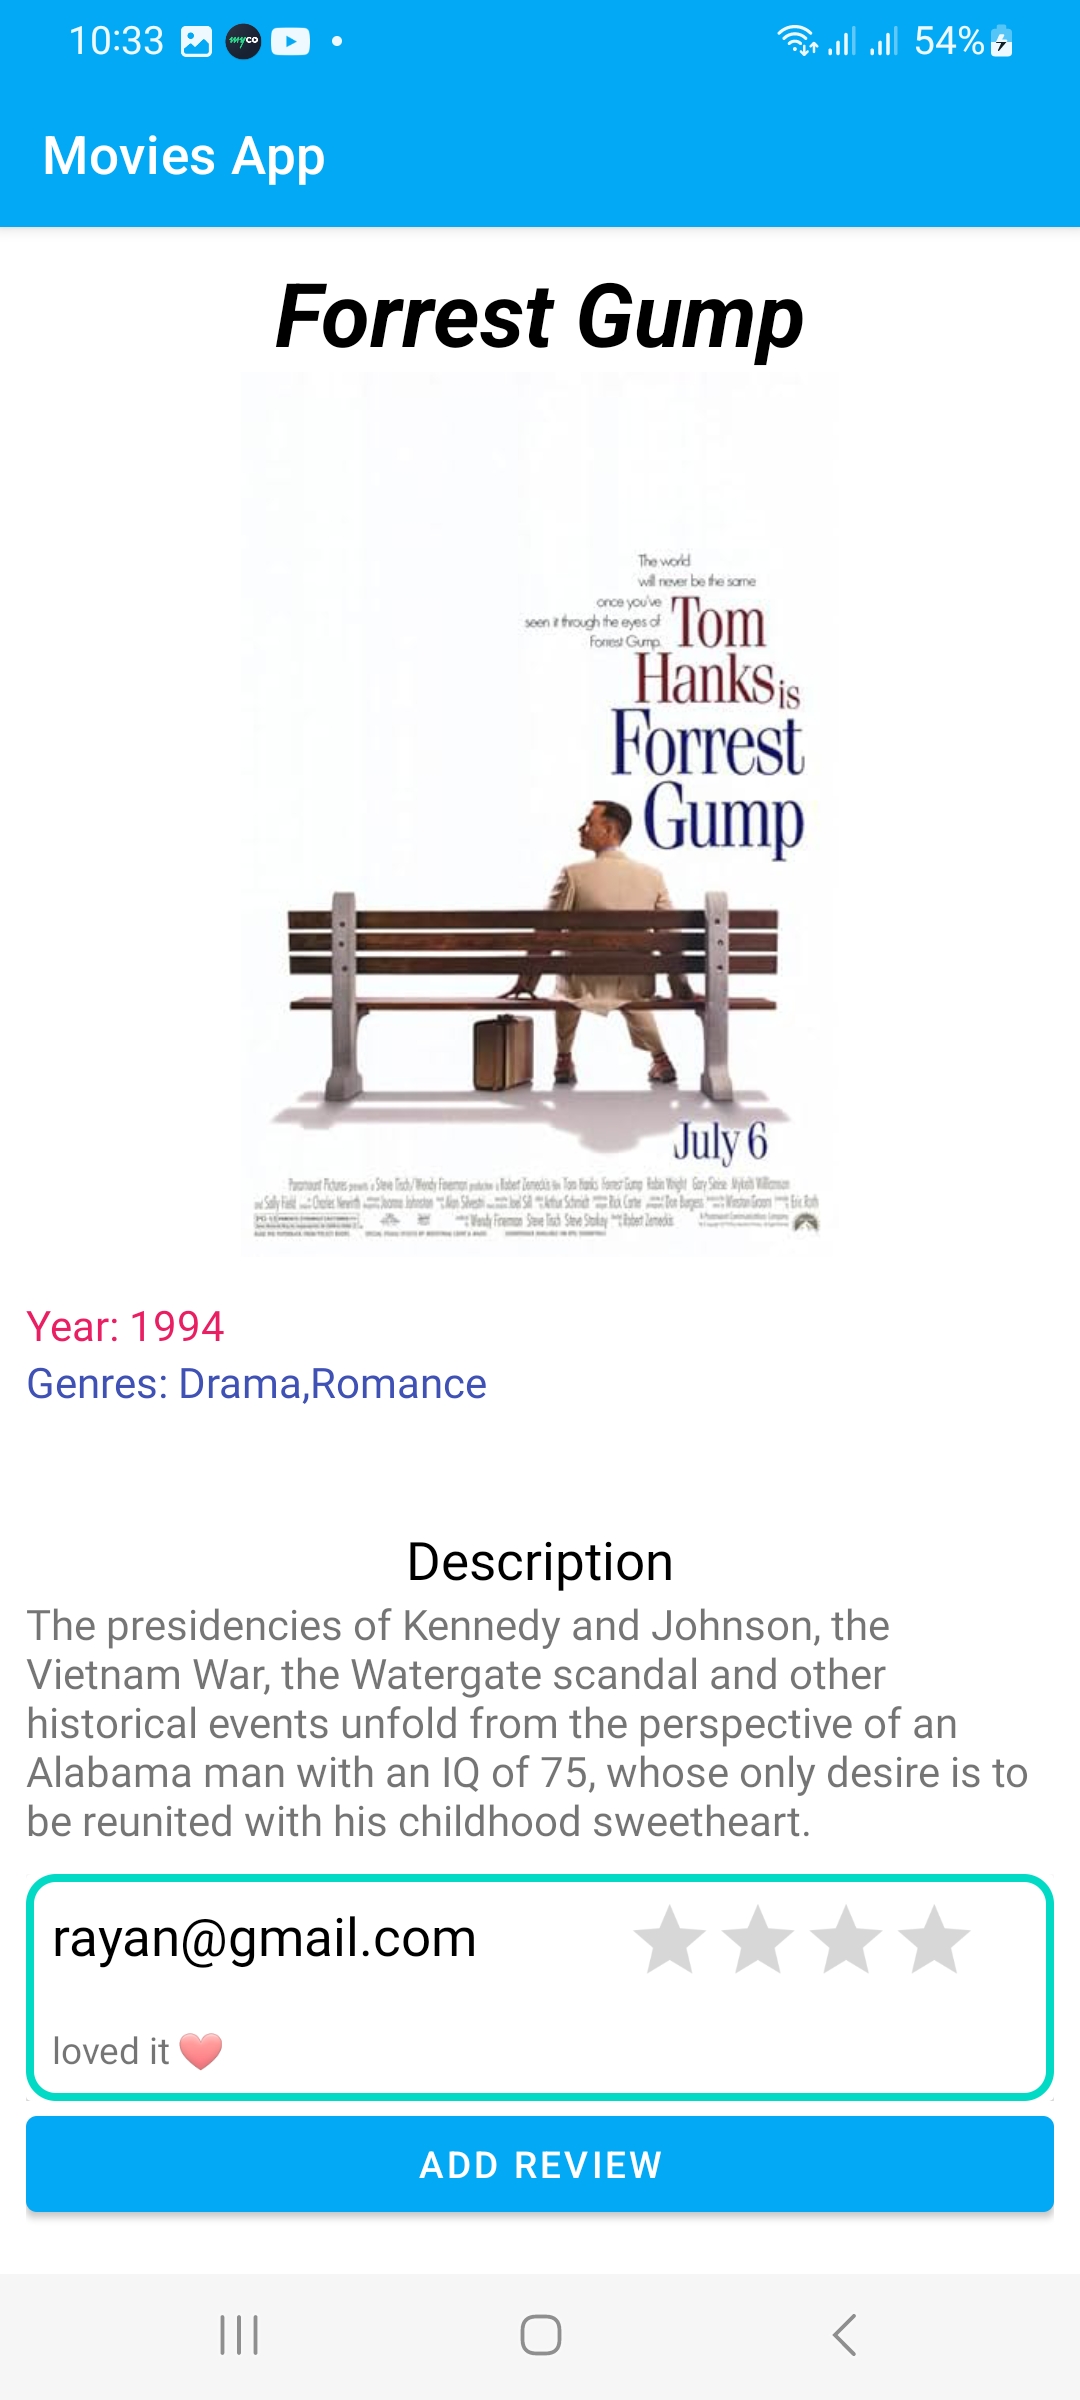 10:33 myco 54%
Movies App
Forrest Gump
The world
will never be the same
once you've
seen it through the eyes of
Forrest Gump.
Tom
Hanks is
Forrest
Gump
July 6
Year: 1994
Genres: Drama,Romance
Description
The presidencies of Kennedy and Johnson, the
Vietnam War, the Watergate scandal and other
historical events unfold from the perspective of an
Alabama man with an IQ of 75, whose only desire is to
be reunited with his childhood sweetheart.
rayan@gmail.com
loved it ❤️
ADD REVIEW